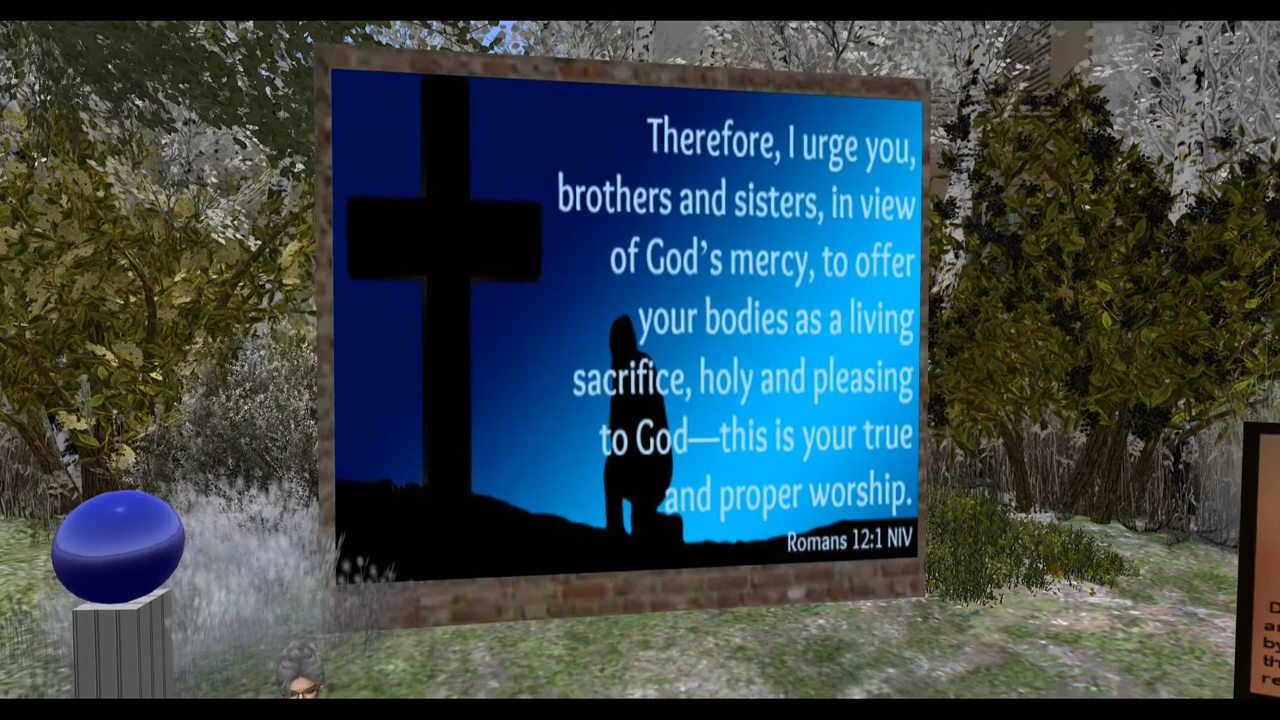 Therefore, I urge you,
brothers and sisters, in view
of God's mercy, to offer
your bodies as a living
sacrifice, holy and pleasing
to God—this is your true
and proper worship.
Romans 12:1 NIV